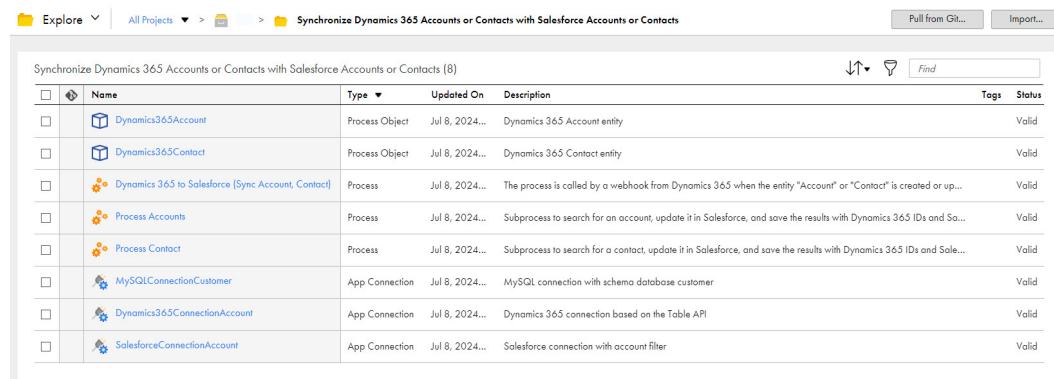 Explore All Projects > > Synchronize Dynamics 365 Accounts or Contacts with Salesforce Accounts or Contacts Pull from Git... Import...
Synchronize Dynamics 365 Accounts or Contacts with Salesforce Accounts or Contacts (8) Find
Name Type Updated On Description Tags Status
Dynamics365Account Process Object Jul 8, 2024... Dynamics 365 Account entity Valid
Dynamics365Contact Process Object Jul 8, 2024... Dynamics 365 Contact entity Valid
Dynamics 365 to Salesforce (Sync Account, Contact) Process Jul 8, 2024... The process is called by a webhook from Dynamics 365 when the entity "Account" or "Contact" is created or up... Valid
Process Accounts Process Jul 8, 2024... Subprocess to search for an account, update it in Salesforce, and save the results with Dynamics 365 IDs and Sa... Valid
Process Contact Process Jul 8, 2024... Subprocess to search for a contact, update it in Salesforce, and save the results with Dynamics 365 IDs and Sale... Valid
MySQLConnectionCustomer App Connection Jul 8, 2024... MySQL connection with schema database customer Valid
Dynamics365ConnectionAccount App Connection Jul 8, 2024... Dynamics 365 connection based on the Table API Valid
SalesforceConnectionAccount App Connection Jul 8, 2024... Salesforce connection with account filter Valid